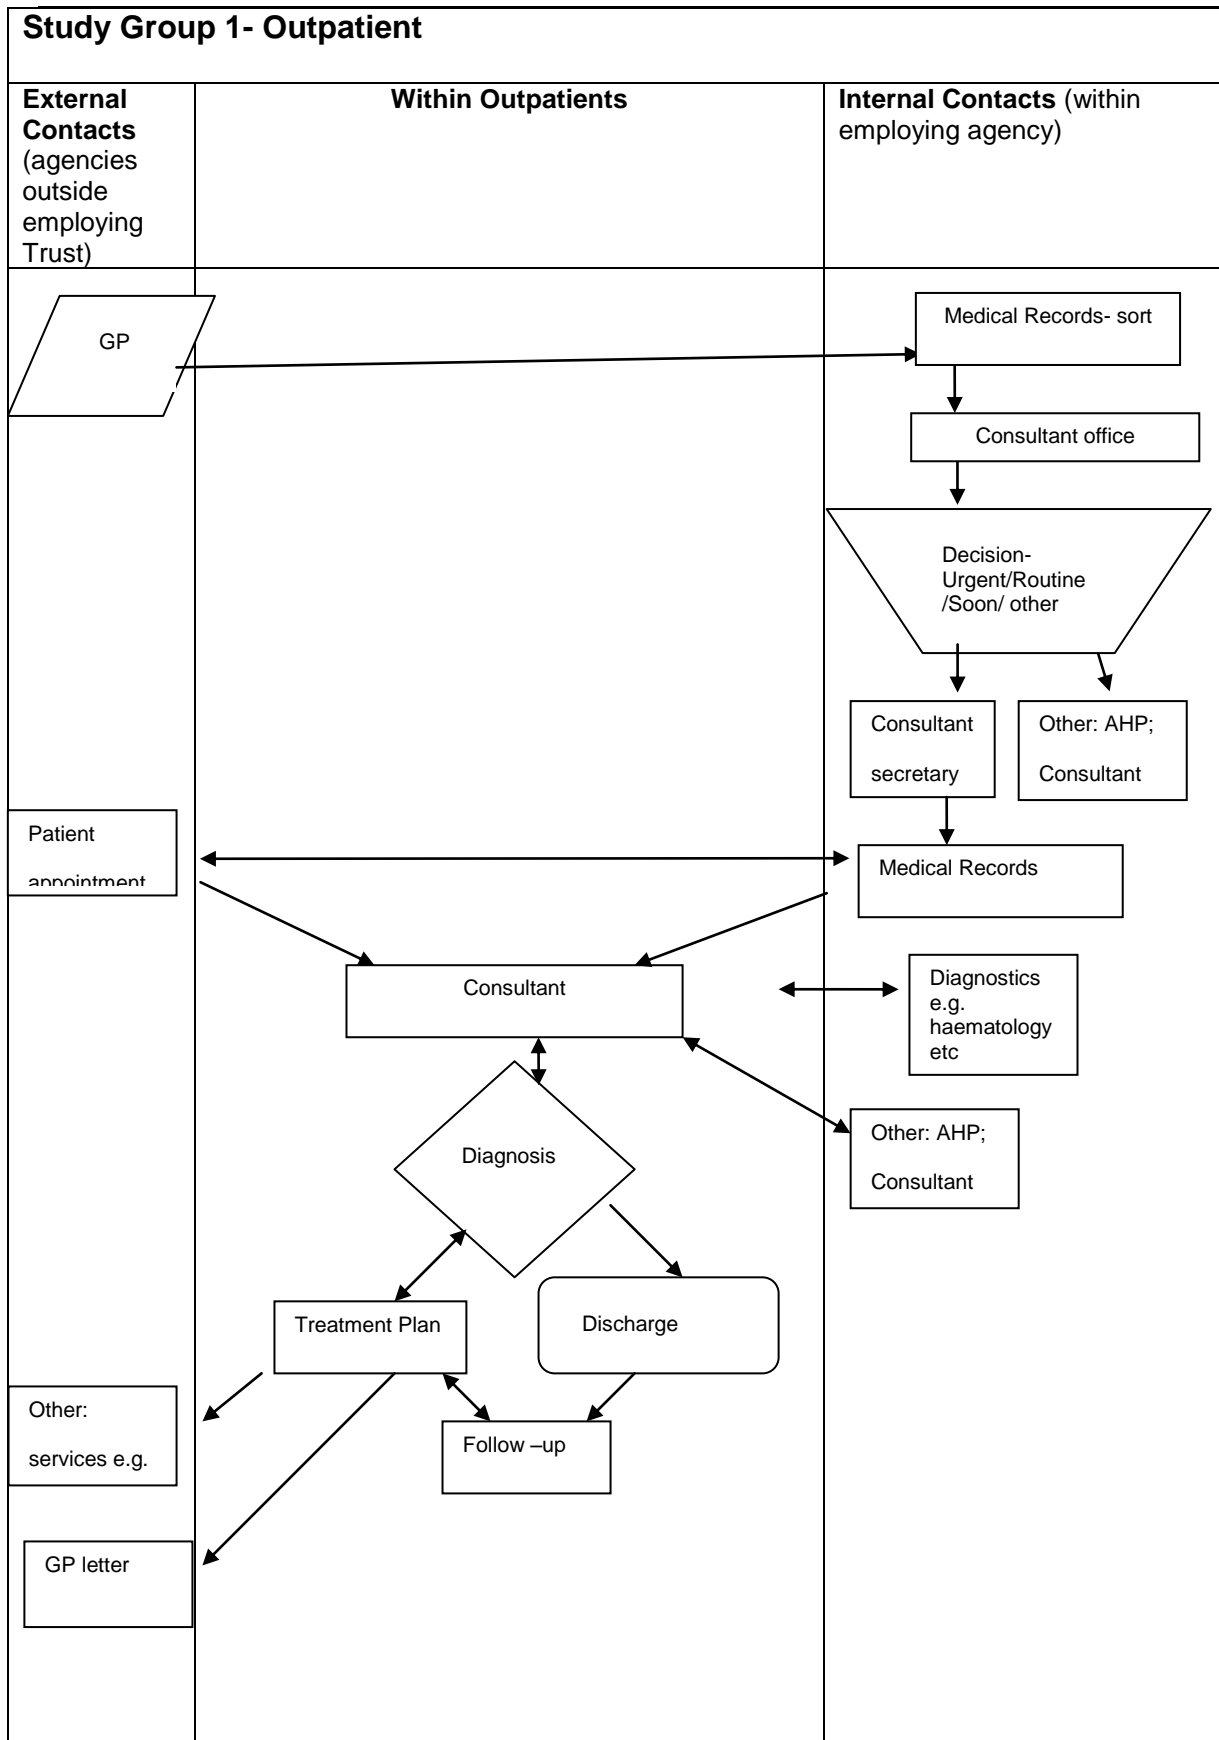 Study Group 1- Outpatient
External
Contacts
(agencies
outside
employing
Trust)
Within Outpatients
Internal Contacts (within
employing agency)
GP
Medical Records- sort
Consultant office
Decision-
Urgent/Routine
/Soon/ other
Consultant
secretary
Other: AHP;
Consultant
Patient
appointment
Medical Records
Consultant
Diagnostics
e.g.
haematology
etc
Other: AHP;
Consultant
Diagnosis
Treatment Plan
Discharge
Other:
services e.g.
Follow –up
GP letter